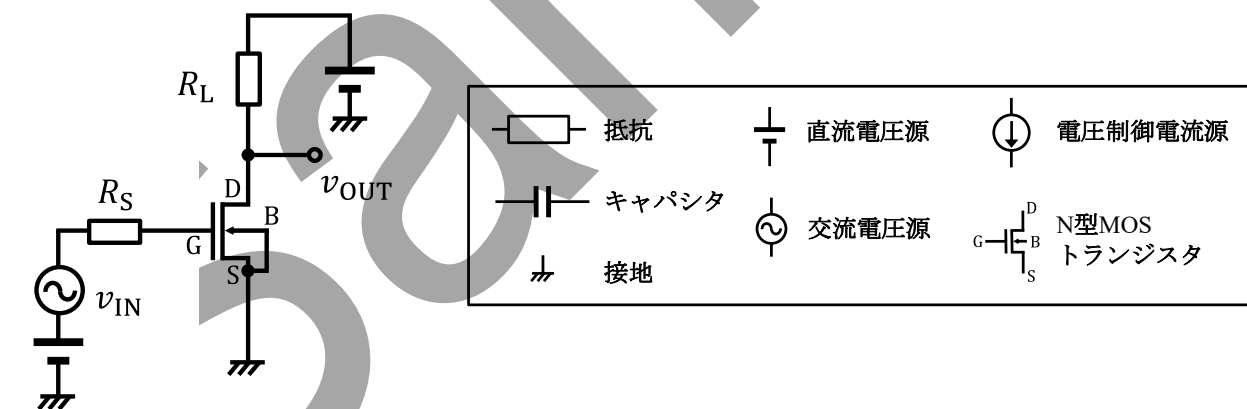 R_L
v_OUT
R_S
D
B
G
S
v_IN
抵抗
直流電圧源
電圧制御電流源
キャパシタ
交流電圧源
D
G
B
S
N型MOS
トランジスタ
接地